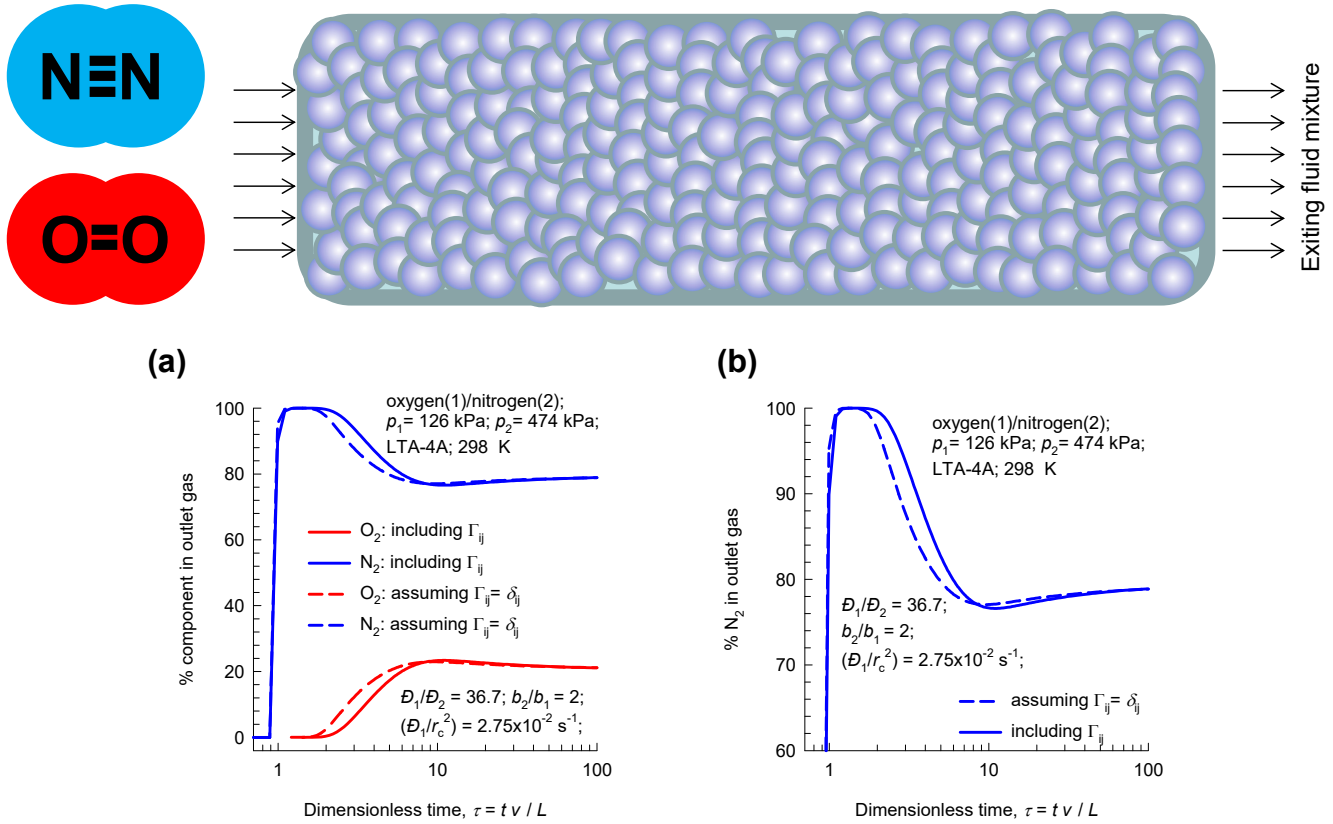 N≡N
O=O
Exiting fluid mixture
(a)
% component in outlet gas
100
80
60
40
20
0
oxygen(1)/nitrogen(2);
p₁= 126 kPa; p₂= 474 kPa;
LTA-4A; 298 K
O₂: including Γᵢⱼ
N₂: including Γᵢⱼ
O₂: assuming Γᵢⱼ= δᵢⱼ
N₂: assuming Γᵢⱼ= δᵢⱼ
Đ₁/Đ₂ = 36.7; b₂/b₁ = 2;
(Đ₁/r_c²) = 2.75x10⁻² s⁻¹;
1 10 100
Dimensionless time, τ = t v / L
(b)
% N₂ in outlet gas
100
90
80
70
60
oxygen(1)/nitrogen(2);
p₁= 126 kPa; p₂= 474 kPa;
LTA-4A; 298 K
Đ₁/Đ₂ = 36.7;
b₂/b₁ = 2;
(Đ₁/r_c²) = 2.75x10⁻² s⁻¹;
assuming Γᵢⱼ= δᵢⱼ
including Γᵢⱼ
1 10 100
Dimensionless time, τ = t v / L